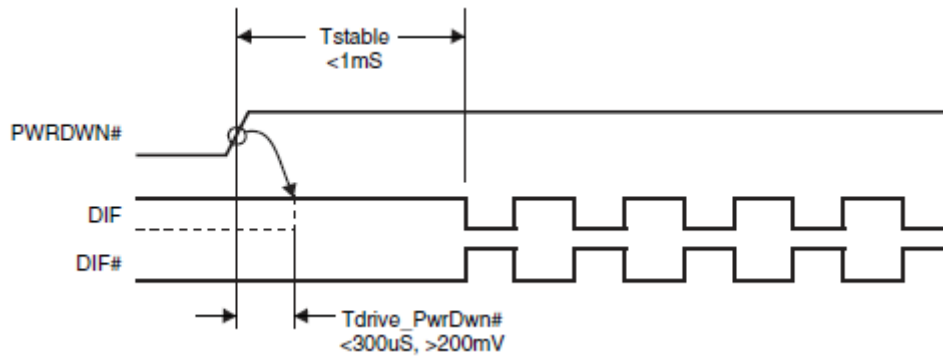 Tstable
<1mS
PWRDWN#
DIF
DIF#
Tdrive_PwrDwn#
<300uS, >200mV